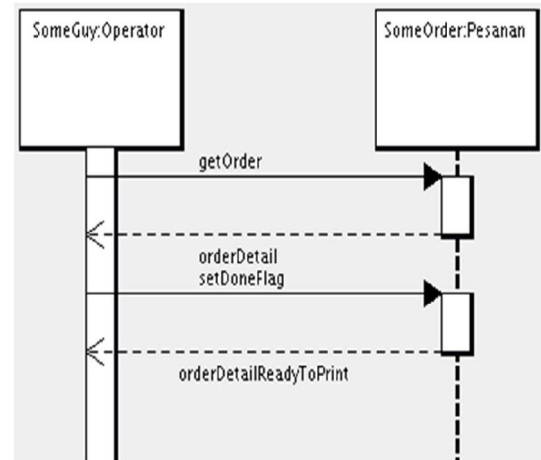 SomeGuy:Operator
SomeOrder:Pesanan
getOrder
orderDetail
setDoneFlag
orderDetailReadyToPrint